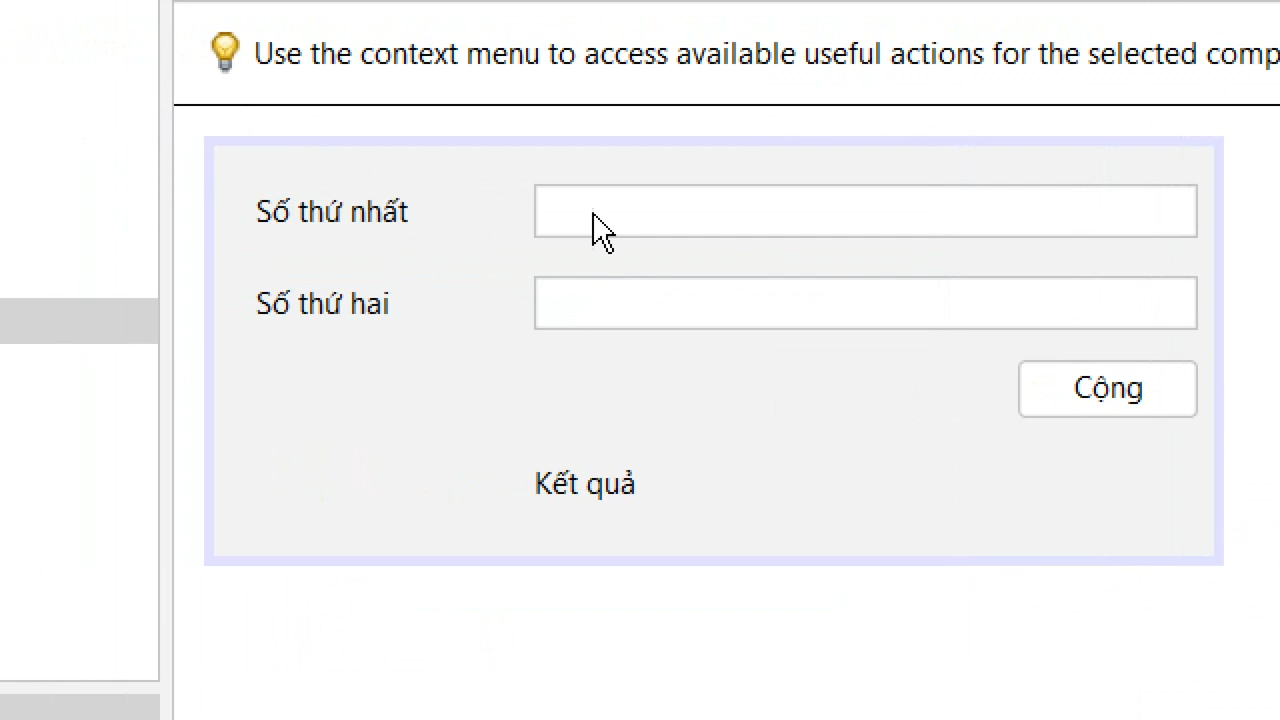 Use the context menu to access available useful actions for the selected comp
Số thứ nhất
Số thứ hai
Cộng
Kết quả